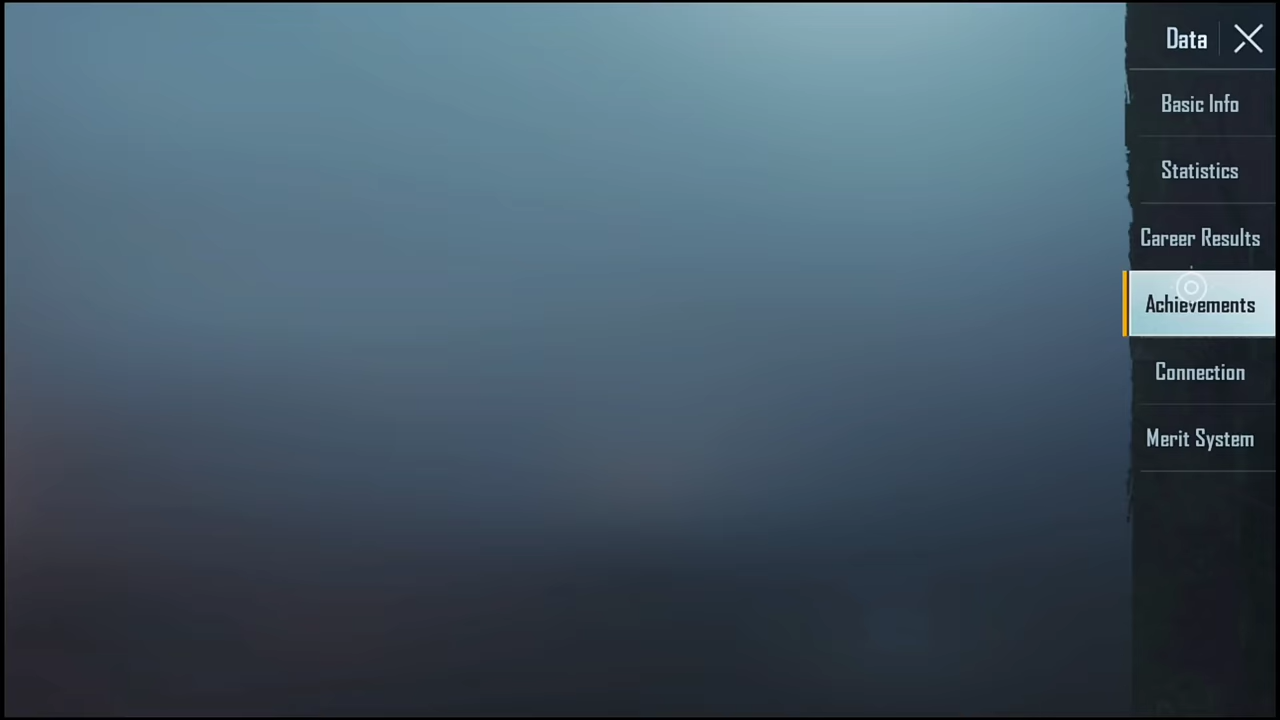 Data
Basic Info
Statistics
Career Results
Achievements
Connection
Merit System